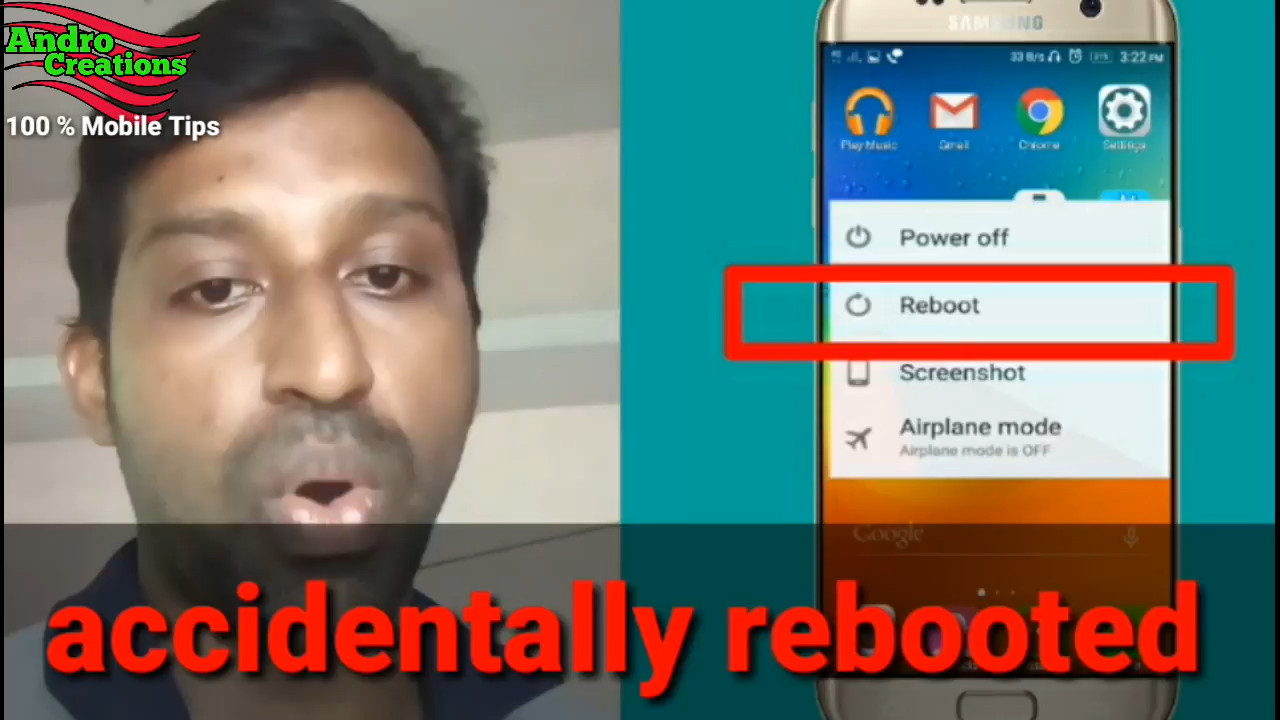 Andro
Creations
100 % Mobile Tips
SAMSUNG
33 B/s 3:22 PM
Play Music Gmail Chrome Settings
Power off
Reboot
Screenshot
Airplane mode
Airplane mode is OFF
Google
accidentally rebooted